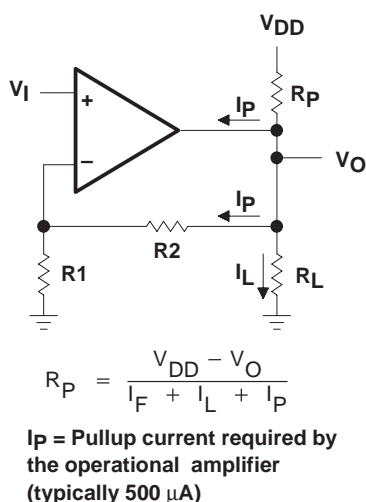 VDD
VI
+
IP
RP
VO
−
IP
R2
R1
IL
RL
RP = VDD − VO / IF + IL + IP
IP = Pullup current required by
the operational amplifier
(typically 500 μA)